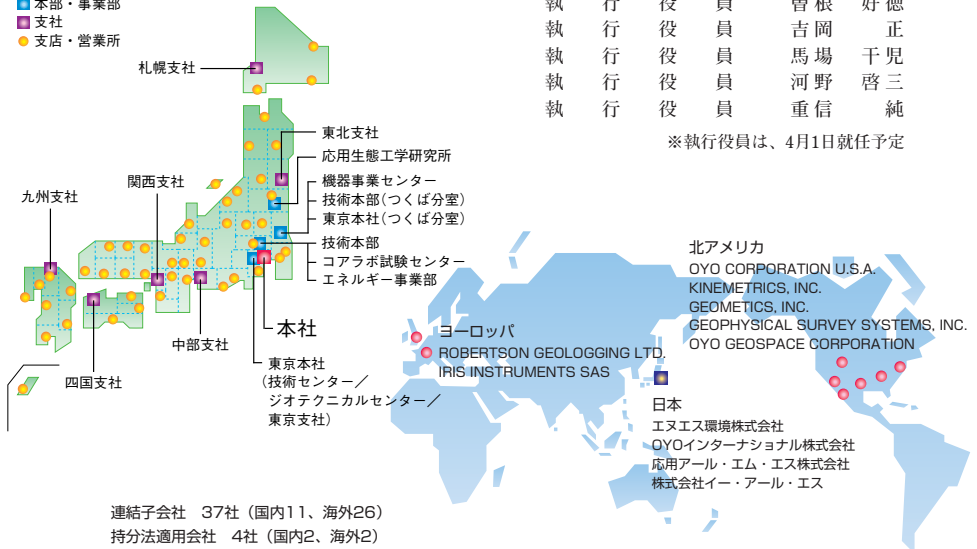 本部・事業部
支社
支店・営業所
執行役員 曽根好徳
執行役員 吉岡正
執行役員 馬場干児
執行役員 河野啓三
執行役員 重信純
※執行役員は、4月1日就任予定
札幌支社
東北支社
応用生態工学研究所
機器事業センター
技術本部(つくば分室)
東京本社(つくば分室)
技術本部
コアラボ試験センター
エネルギー事業部
九州支社
関西支社
本社
中部支社
四国支社
東京本社
(技術センター/
ジオテクニカルセンター/
東京支社)
北アメリカ
OYO CORPORATION U.S.A.
KINEMETRICS, INC.
GEOMETICS, INC.
GEOPHYSICAL SURVEY SYSTEMS, INC.
OYO GEOSPACE CORPORATION
ヨーロッパ
ROBERTSON GEOLOGGING LTD.
IRIS INSTRUMENTS SAS
日本
エヌエス環境株式会社
OYOインターナショナル株式会社
応用アール・エム・エス株式会社
株式会社イー・アール・エス
連結子会社 37社(国内11、海外26)
持分法適用会社 4社(国内2、海外2)